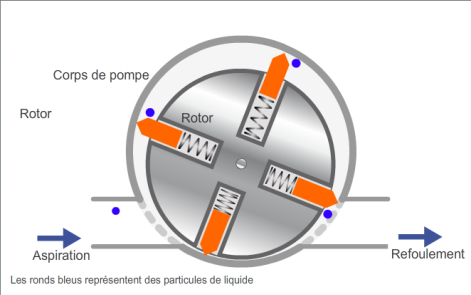 Corps de pompe
Rotor
Rotor
Aspiration
Refoulement
Les ronds bleus représentent des particules de liquide